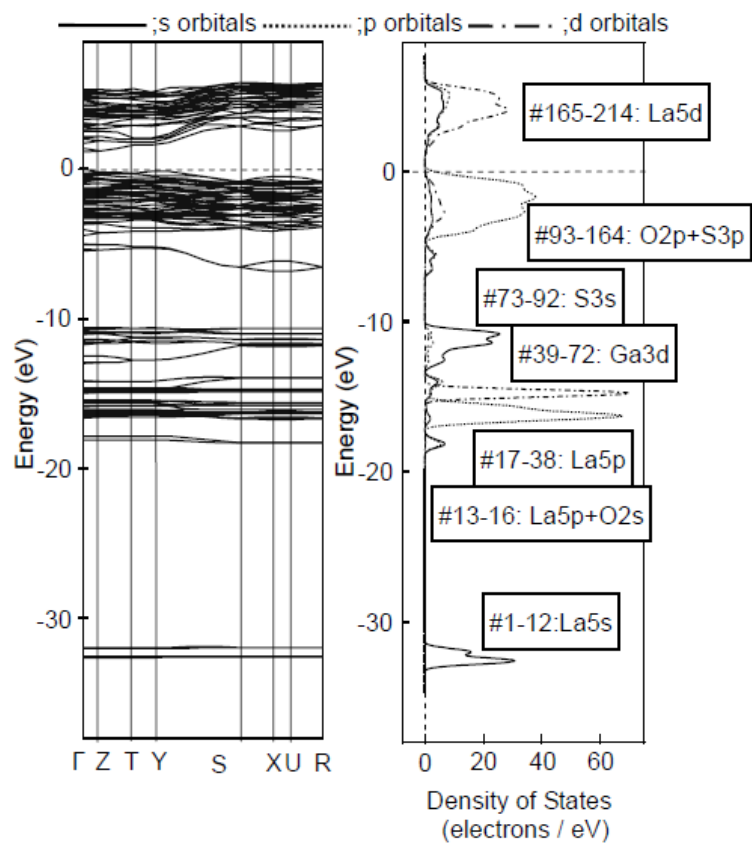 ;s orbitals ;p orbitals ;d orbitals
0
-10
-20
-30
Energy (eV)
Γ Z T Y S X U R
0
-10
-20
-30
Energy (eV)
#165-214: La5d
#93-164: O2p+S3p
#73-92: S3s
#39-72: Ga3d
#17-38: La5p
#13-16: La5p+O2s
#1-12:La5s
0 20 40 60
Density of States
(electrons / eV)